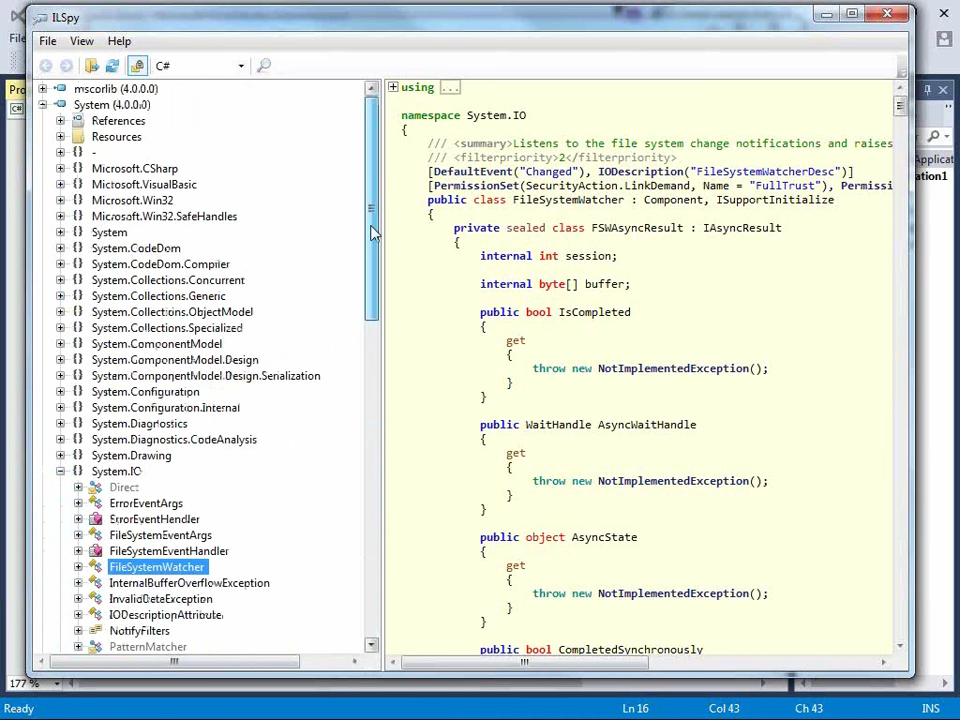 ILSpy
File View Help
C#
mscorlib (4.0.0.0)
System (4.0.0.0)
References
Resources
-
Microsoft.CSharp
Microsoft.VisualBasic
Microsoft.Win32
Microsoft.Win32.SafeHandles
System
System.CodeDom
System.CodeDom.Compiler
System.Collections.Concurrent
System.Collections.Generic
System.Collections.ObjectModel
System.Collections.Specialized
System.ComponentModel
System.ComponentModel.Design
System.ComponentModel.Design.Serialization
System.Configuration
System.Configuration.Internal
System.Diagnostics
System.Diagnostics.CodeAnalysis
System.Drawing
System.IO
Direct
ErrorEventArgs
ErrorEventHandler
FileSystemEventArgs
FileSystemEventHandler
FileSystemWatcher
InternalBufferOverflowException
InvalidDataException
IODescriptionAttribute
NotifyFilters
PatternMatcher
using ...
namespace System.IO
{
/// <summary>Listens to the file system change notifications and raises
/// <filterpriority>2</filterpriority>
[DefaultEvent("Changed"), IODescription("FileSystemWatcherDesc")]
[PermissionSet(SecurityAction.LinkDemand, Name = "FullTrust"), Permissi
public class FileSystemWatcher : Component, ISupportInitialize
{
private sealed class FSWAsyncResult : IAsyncResult
{
internal int session;
internal byte[] buffer;
public bool IsCompleted
{
get
{
throw new NotImplementedException();
}
}
public WaitHandle AsyncWaitHandle
{
get
{
throw new NotImplementedException();
}
}
public object AsyncState
{
get
{
throw new NotImplementedException();
}
}
public bool CompletedSynchronously
Fil
Pro
C#
Applicat
ation1
177 %
Ready Ln 16 Col 43 Ch 43 INS